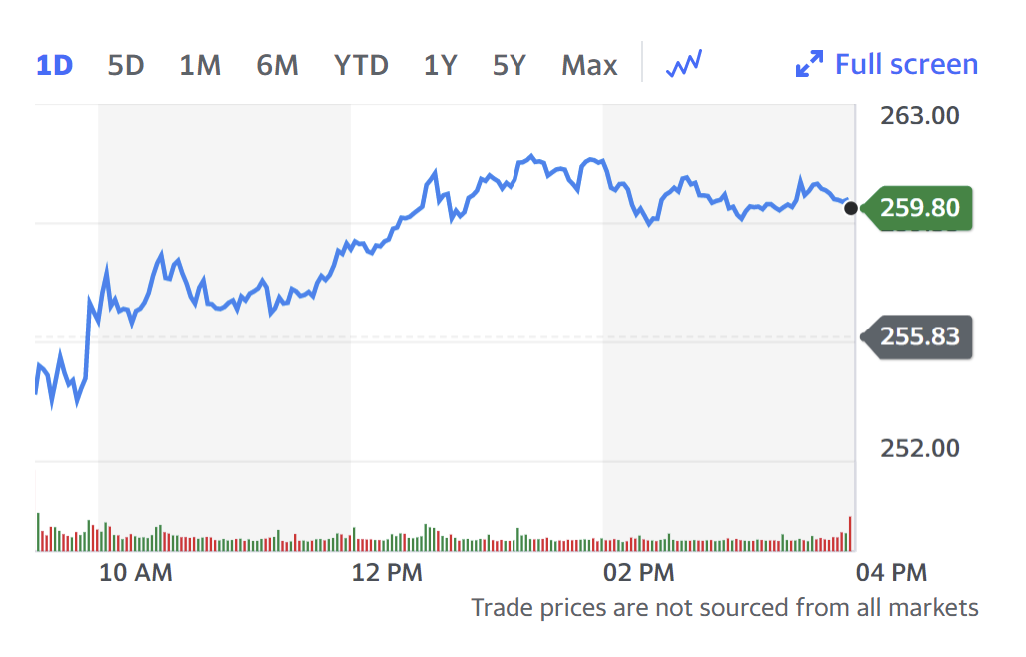 1D 5D 1M 6M YTD 1Y 5Y Max Full screen
263.00
259.80
255.83
252.00
10 AM 12 PM 02 PM 04 PM
Trade prices are not sourced from all markets